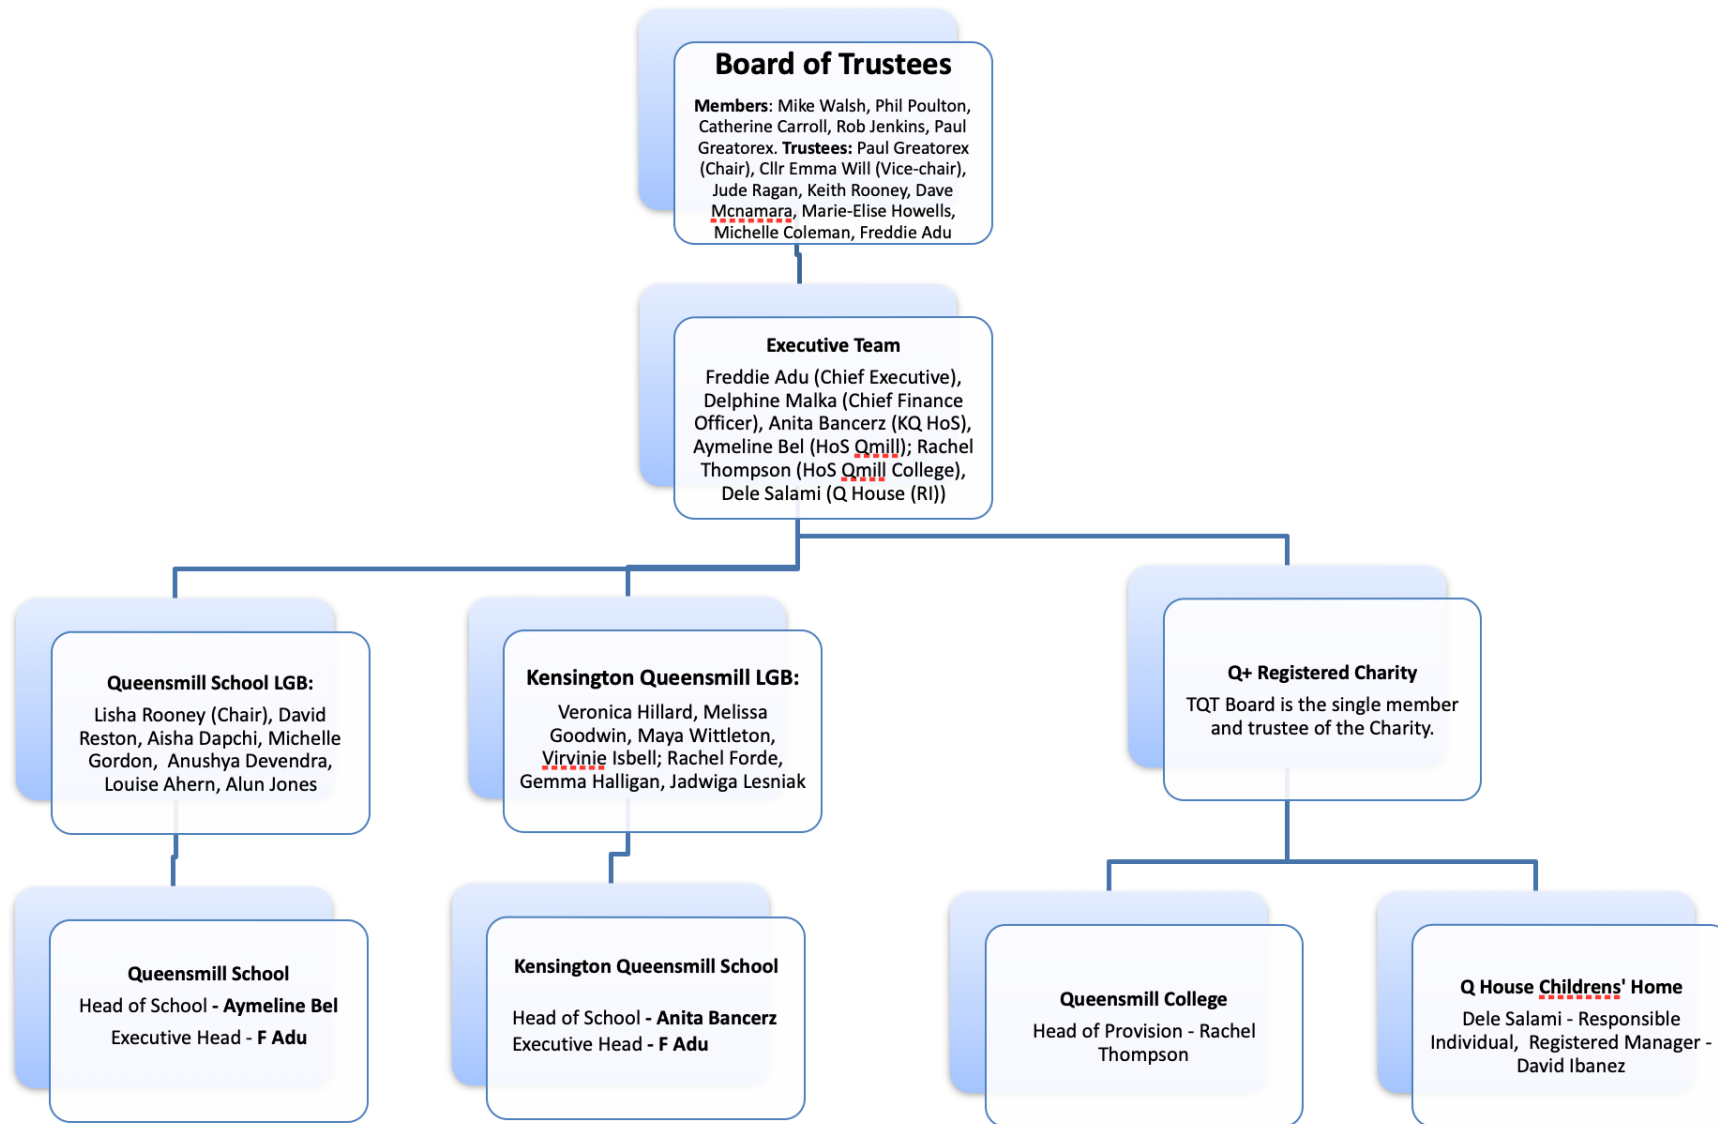 Board of Trustees
Members: Mike Walsh, Phil Poulton,
Catherine Carroll, Rob Jenkins, Paul
Greatorex. Trustees: Paul Greatorex
(Chair), Cllr Emma Will (Vice-chair),
Jude Ragan, Keith Rooney, Dave
Mcnamara, Marie-Elise Howells,
Michelle Coleman, Freddie Adu
Executive Team
Freddie Adu (Chief Executive),
Delphine Malka (Chief Finance
Officer), Anita Bancerz (KQ HoS),
Aymeline Bel (HoS Qmill); Rachel
Thompson (HoS Qmill College),
Dele Salami (Q House (RI))
Queensmill School LGB:
Lisha Rooney (Chair), David
Reston, Aisha Dapchi, Michelle
Gordon, Anushya Devendra,
Louise Ahern, Alun Jones
Kensington Queensmill LGB:
Veronica Hillard, Melissa
Goodwin, Maya Wittleton,
Virvinie Isbell; Rachel Forde,
Gemma Halligan, Jadwiga Lesniak
Q+ Registered Charity
TQT Board is the single member
and trustee of the Charity.
Queensmill School
Head of School - Aymeline Bel
Executive Head - F Adu
Kensington Queensmill School
Head of School - Anita Bancerz
Executive Head - F Adu
Queensmill College
Head of Provision - Rachel
Thompson
Q House Childrens' Home
Dele Salami - Responsible
Individual, Registered Manager -
David Ibanez